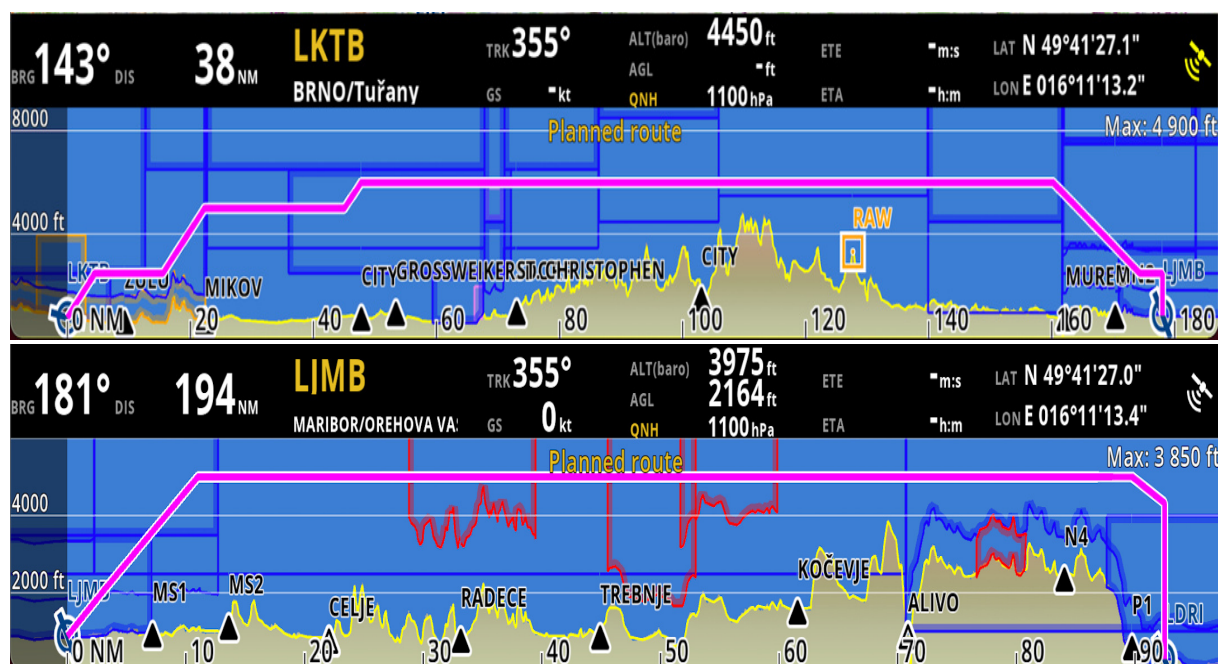 BRG 143° DIS 38 NM
LKTB
BRNO/Tuřany
TRK 355°
GS - kt
ALT(baro) 4450 ft
AGL - ft
QNH 1100 hPa
ETE - m:s
ETA - h:m
LAT N 49°41'27.1"
LON E 016°11'13.2"
8000
Planned route
Max: 4 900 ft
4000 ft
RAW
LKTB
ZULU
MIKOV
CITY
GROSSWEIKERSD.
ST.CHRISTOPHEN
CITY
MUREM
LJMB
0 NM 20 40 60 80 100 120 140 160 180
BRG 181° DIS 194 NM
LJMB
MARIBOR/OREHOVA VA
TRK 355°
GS 0 kt
ALT(baro) 3975 ft
AGL 2164 ft
QNH 1100 hPa
ETE - m:s
ETA - h:m
LAT N 49°41'27.0"
LON E 016°11'13.4"
Planned route
Max: 3 850 ft
4000
2000 ft
LJMB
MS1
MS2
CELJE
RADECE
TREBNJE
KOČEVJE
ALIVO
N4
P1
LDRI
0 NM 10 20 30 40 50 60 70 80 90